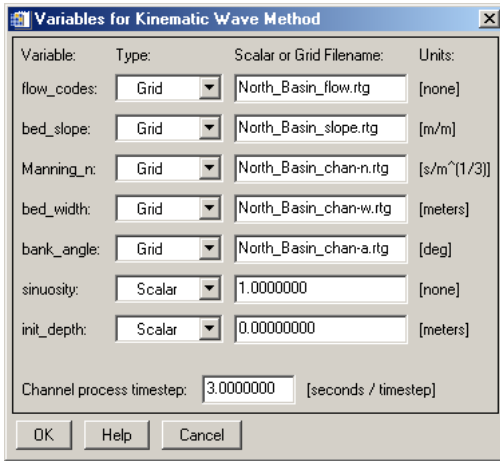 Variables for Kinematic Wave Method
Variable: Type: Scalar or Grid Filename: Units:
flow_codes: Grid North_Basin_flow.rtg [none]
bed_slope: Grid North_Basin_slope.rtg [m/m]
Manning_n: Grid North_Basin_chan-n.rtg [s/m^(1/3)]
bed_width: Grid North_Basin_chan-w.rtg [meters]
bank_angle: Grid North_Basin_chan-a.rtg [deg]
sinuosity: Scalar 1.0000000 [none]
init_depth: Scalar 0.00000000 [meters]
Channel process timestep: 3.0000000 [seconds / timestep]
OK Help Cancel